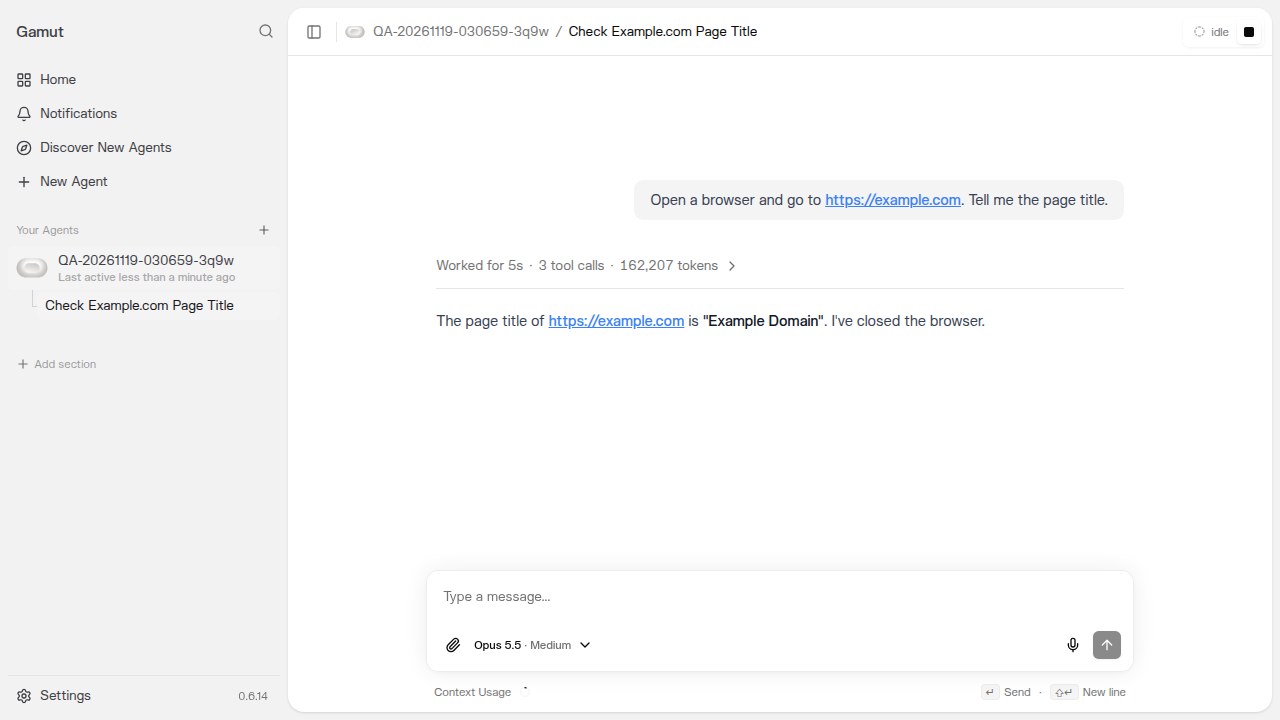 Gamut
Home
Notifications
Discover New Agents
New Agent
Your Agents
QA-20261119-030659-3q9w
Last active less than a minute ago
Check Example.com Page Title
Add section
Settings
0.6.14
QA-20261119-030659-3q9w / Check Example.com Page Title
idle
Open a browser and go to https://example.com. Tell me the page title.
Worked for 5s · 3 tool calls · 162,207 tokens
The page title of https://example.com is "Example Domain". I've closed the browser.
Type a message...
Opus 5.5 · Medium
Context Usage
↵ Send · ⇧↵ New line